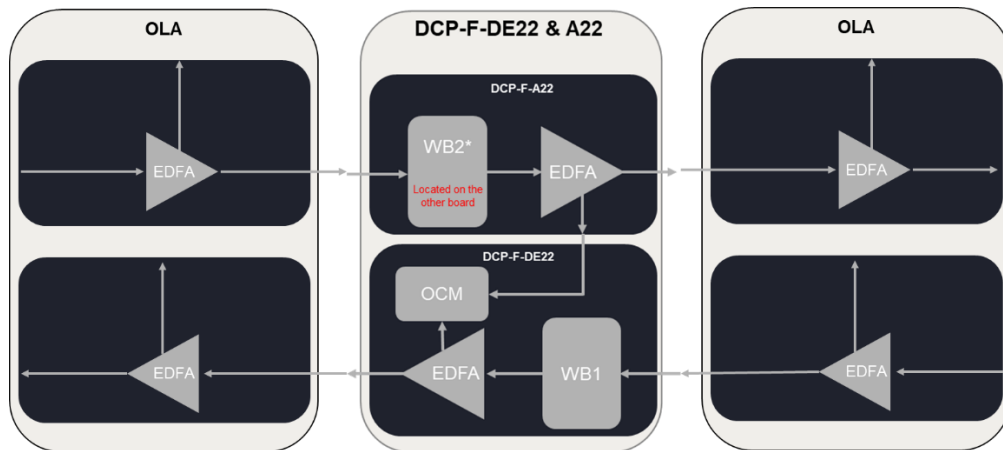 OLA
DCP-F-DE22 & A22
OLA
DCP-F-A22
EDFA
WB2*
Located on the
other board
EDFA
EDFA
DCP-F-DE22
OCM
EDFA
EDFA
WB1
EDFA